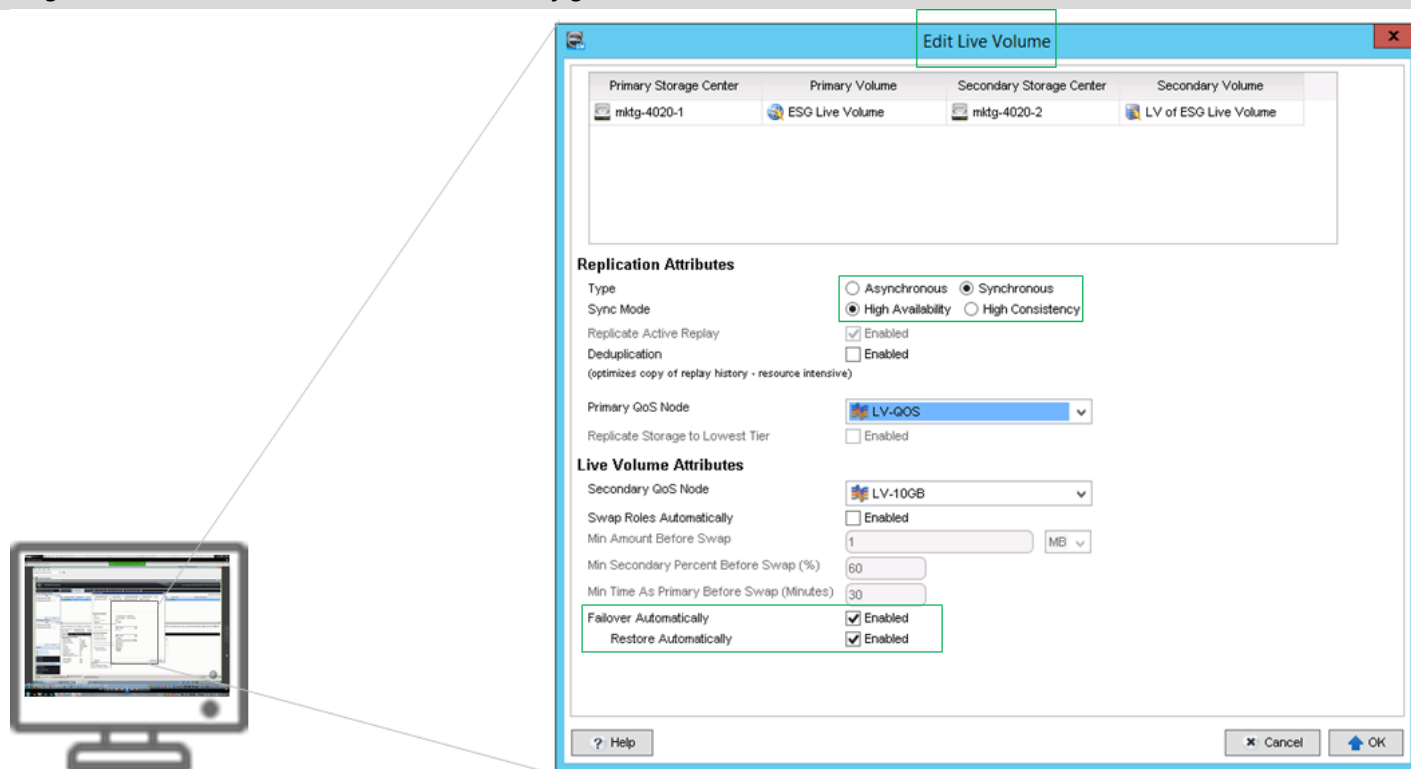 Edit Live Volume
x
Primary Storage Center Primary Volume Secondary Storage Center Secondary Volume
mktg-4020-1 ESG Live Volume mktg-4020-2 LV of ESG Live Volume
Replication Attributes
Type Asynchronous Synchronous
Sync Mode High Availability High Consistency
Replicate Active Replay Enabled
Deduplication Enabled
(optimizes copy of replay history - resource intensive)
Primary QoS Node LV-QOS
Replicate Storage to Lowest Tier Enabled
Live Volume Attributes
Secondary QoS Node LV-10GB
Swap Roles Automatically Enabled
Min Amount Before Swap 1 MB
Min Secondary Percent Before Swap (%) 60
Min Time As Primary Before Swap (Minutes) 30
Failover Automatically Enabled
Restore Automatically Enabled
? Help Cancel OK